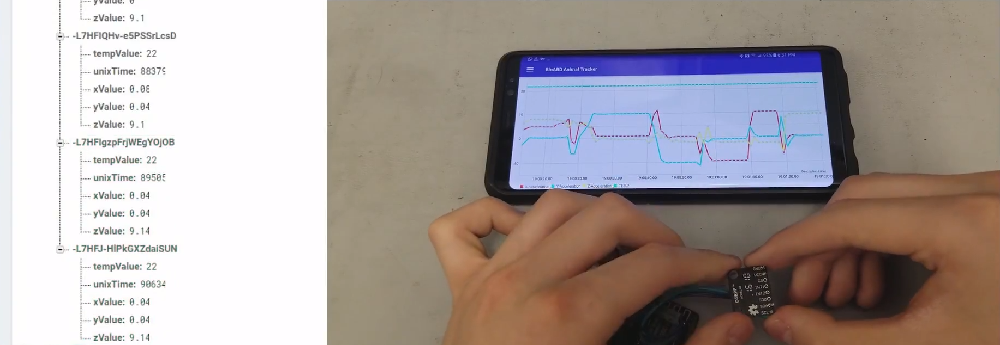 yValue: 0
zValue: 9.1
-L7HFIQHv-e5PSSrLcsD
tempValue: 22
unixTime: 88379
xValue: 0.08
yValue: 0.04
zValue: 9.1
-L7HFIgzpFrjWEgYOjOB
tempValue: 22
unixTime: 89505
xValue: 0.04
yValue: 0.04
zValue: 9.14
-L7HFJ-HlPkGXZdaiSUN
tempValue: 22
unixTime: 90634
xValue: 0.04
yValue: 0.04
zValue: 9.14
98% 6:31 PM
BioABD Animal Tracker
20
10
0
-10
Description Label
19:00:10.00 19:00:20.00 19:00:30.00 19:00:40.00 19:00:50.00 19:01:00.00 19:01:10.00 19:01:20.00 19:01:30.0
X-Acceleration Y-Acceleration Z-Acceleration TEMP
OSEPP
GND
VCC
CS
INT1
INT2
SDO
SDA
SCL